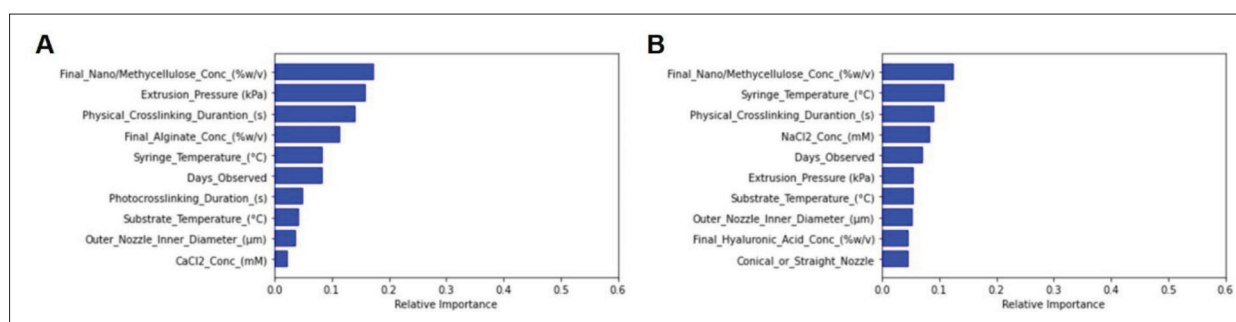 A
Final_Nano/Methycellulose_Conc_(%w/v)
Extrusion_Pressure (kPa)
Physical_Crosslinking_Durantion_(s)
Final_Alginate_Conc_(%w/v)
Syringe_Temperature_(°C)
Days_Observed
Photocrosslinking_Duration_(s)
Substrate_Temperature_(°C)
Outer_Nozzle_Inner_Diameter_(μm)
CaCl2_Conc_(mM)
0.0 0.1 0.2 0.3 0.4 0.5 0.6
Relative Importance
B
Final_Nano/Methycellulose_Conc_(%w/v)
Syringe_Temperature_(°C)
Physical_Crosslinking_Durantion_(s)
NaCl2_Conc_(mM)
Days_Observed
Extrusion_Pressure (kPa)
Substrate_Temperature_(°C)
Outer_Nozzle_Inner_Diameter_(μm)
Final_Hyaluronic_Acid_Conc_(%w/v)
Conical_or_Straight_Nozzle
0.0 0.1 0.2 0.3 0.4 0.5 0.6
Relative Importance